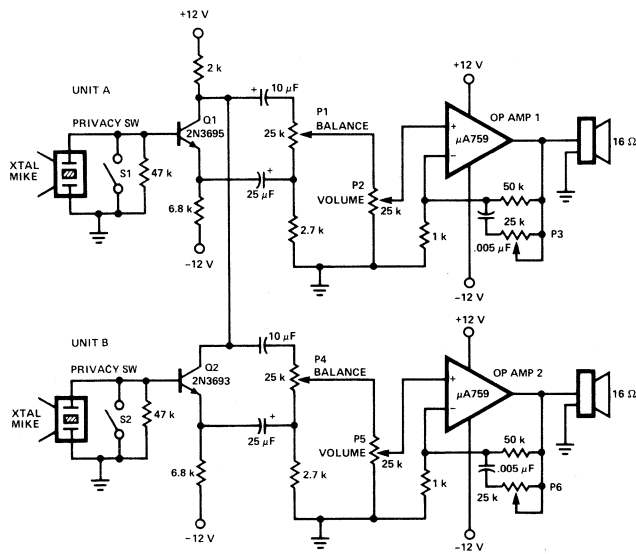 +12 V
2 k
UNIT A
PRIVACY SW
XTAL
MIKE
S1
47 k
Q1
2N3695
6.8 k
−12 V
+ 10 μF
25 k
P1
BALANCE
25 μF +
2.7 k
P2
VOLUME
25 k
+12 V
OP AMP 1
μA759
+
−
16 Ω
50 k
25 k
.005 μF
P3
1 k
−12 V
UNIT B
PRIVACY SW
XTAL
MIKE
S2
47 k
Q2
2N3693
6.8 k
−12 V
10 μF
25 k
P4
BALANCE
+
25 μF
2.7 k
P5
VOLUME
25 k
+12 V
OP AMP 2
μA759
+
−
16 Ω
50 k
.005 μF
25 k
P6
1 k
−12 V